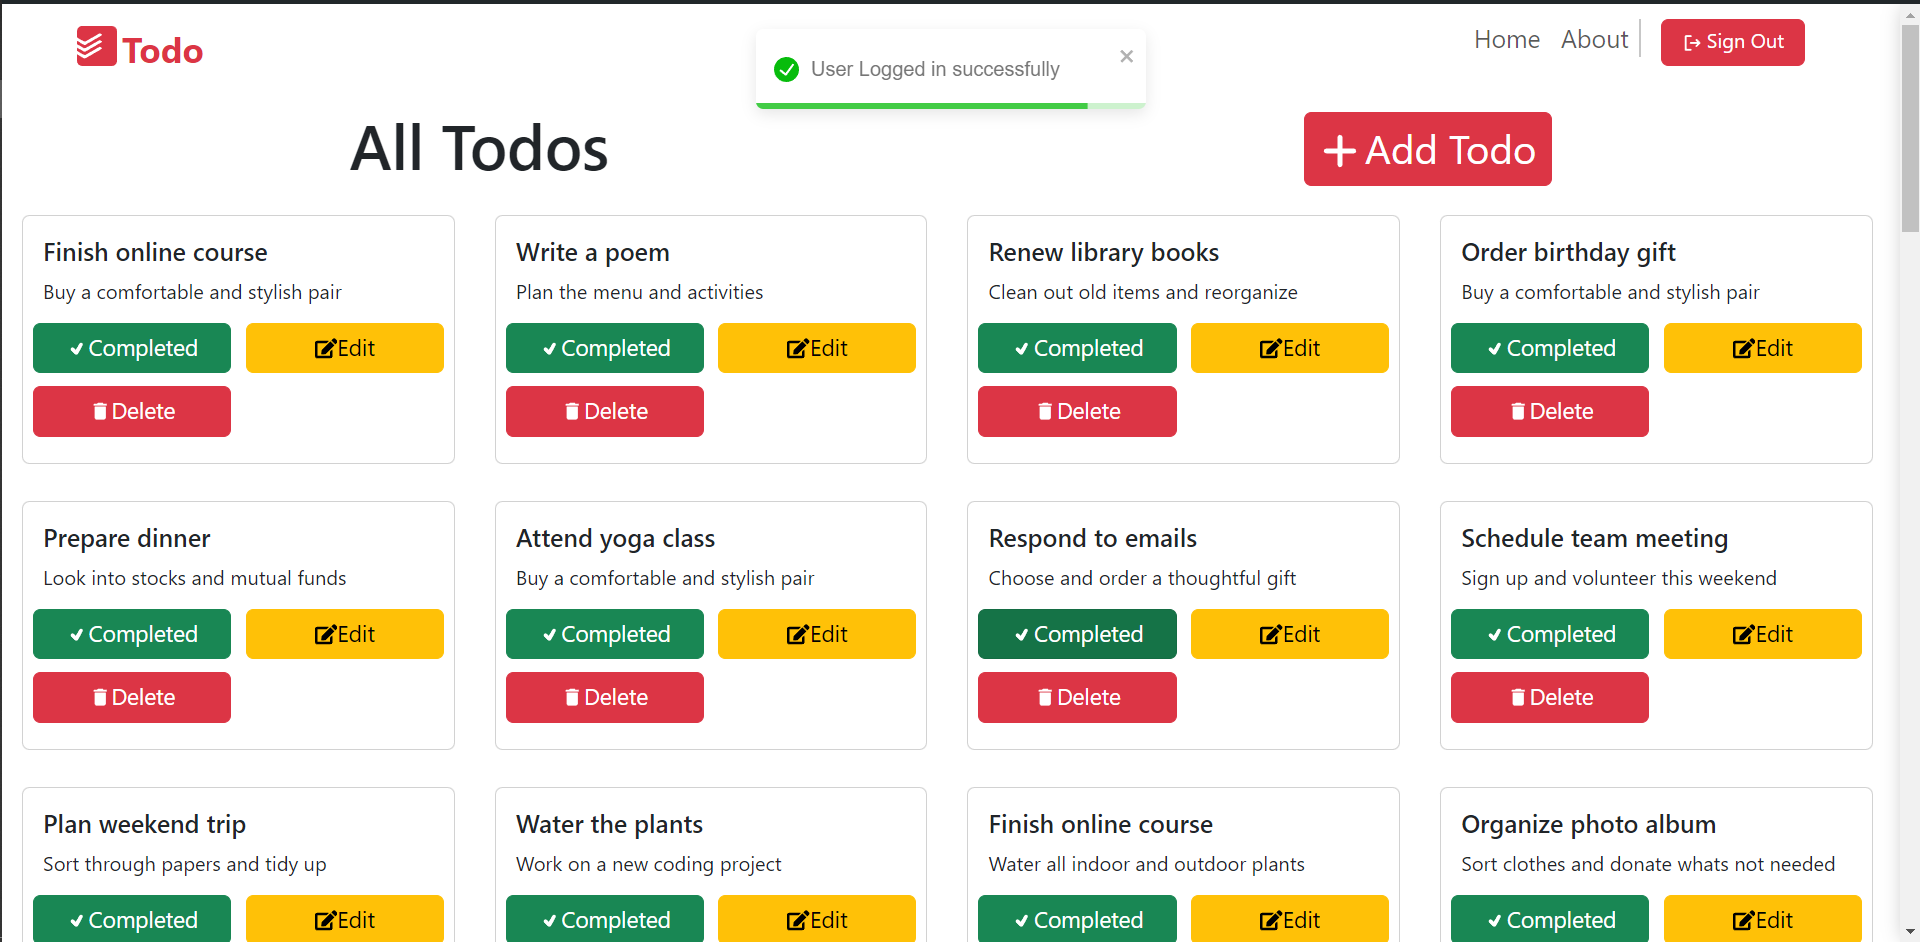 Todo
User Logged in successfully
Home About Sign Out
All Todos
Add Todo
Finish online course
Buy a comfortable and stylish pair
Completed Edit
Delete
Write a poem
Plan the menu and activities
Completed Edit
Delete
Renew library books
Clean out old items and reorganize
Completed Edit
Delete
Order birthday gift
Buy a comfortable and stylish pair
Completed Edit
Delete
Prepare dinner
Look into stocks and mutual funds
Completed Edit
Delete
Attend yoga class
Buy a comfortable and stylish pair
Completed Edit
Delete
Respond to emails
Choose and order a thoughtful gift
Completed Edit
Delete
Schedule team meeting
Sign up and volunteer this weekend
Completed Edit
Delete
Plan weekend trip
Sort through papers and tidy up
Completed Edit
Water the plants
Work on a new coding project
Completed Edit
Finish online course
Water all indoor and outdoor plants
Completed Edit
Organize photo album
Sort clothes and donate whats not needed
Completed Edit